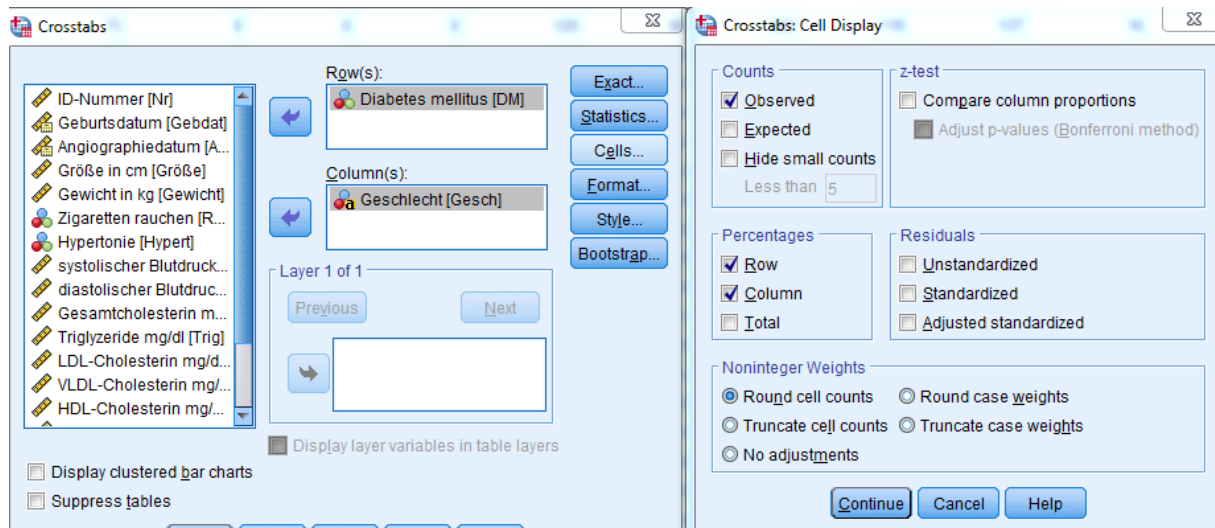 Crosstabs
Row(s):
ID-Nummer [Nr]
Geburtsdatum [Gebdat]
Angiographiedatum [A...
Größe in cm [Größe]
Gewicht in kg [Gewicht]
Zigaretten rauchen [R...
Hypertonie [Hypert]
systolischer Blutdruck...
diastolischer Blutdruc...
Gesamtcholesterin m...
Triglyzeride mg/dl [Trig]
LDL-Cholesterin mg/d...
VLDL-Cholesterin mg/...
HDL-Cholesterin mg/...
Diabetes mellitus [DM]
Column(s):
Geschlecht [Gesch]
Layer 1 of 1
Previous Next
Display layer variables in table layers
Exact...
Statistics...
Cells...
Format...
Style...
Bootstrap...
Display clustered bar charts
Suppress tables
Crosstabs: Cell Display
Counts
Observed
Expected
Hide small counts
Less than 5
z-test
Compare column proportions
Adjust p-values (Bonferroni method)
Percentages
Row
Column
Total
Residuals
Unstandardized
Standardized
Adjusted standardized
Noninteger Weights
Round cell counts Round case weights
Truncate cell counts Truncate case weights
No adjustments
Continue Cancel Help